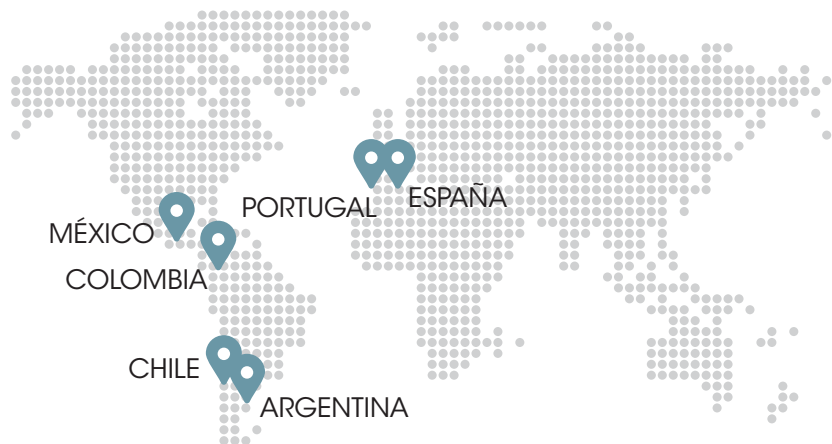 PORTUGAL
ESPAÑA
MÉXICO
COLOMBIA
CHILE
ARGENTINA